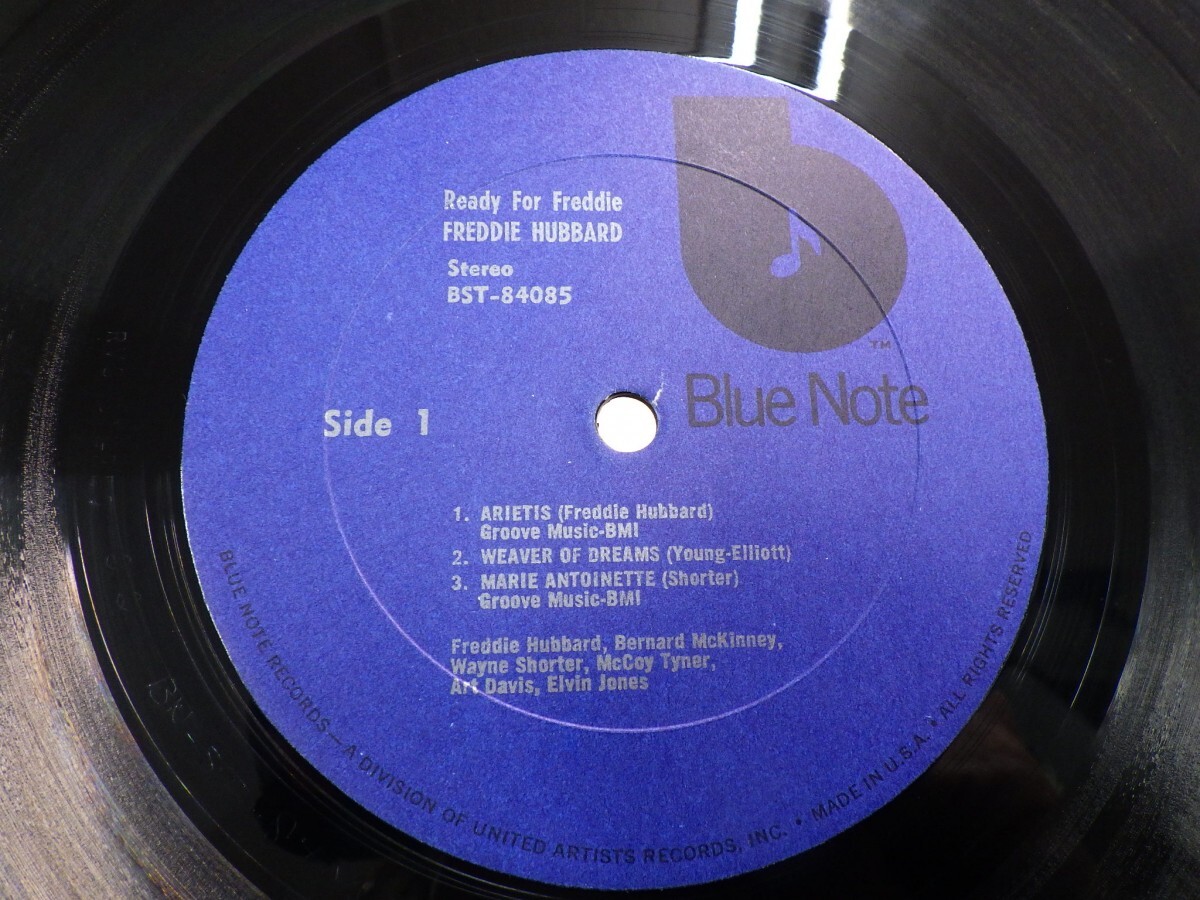 Ready For Freddie
FREDDIE HUBBARD
Stereo
BST-84085
TM
Blue Note
Side 1
1. ARIETIS (Freddie Hubbard)
Groove Music-BMI
2. WEAVER OF DREAMS (Young-Elliott)
3. MARIE ANTOINETTE (Shorter)
Groove Music-BMI
Freddie Hubbard, Bernard McKinney,
Wayne Shorter, McCoy Tyner,
Art Davis, Elvin Jones
BLUE NOTE RECORDS — A DIVISION OF UNITED ARTISTS RECORDS, INC. • MADE IN U.S.A. • ALL RIGHTS RESERVED